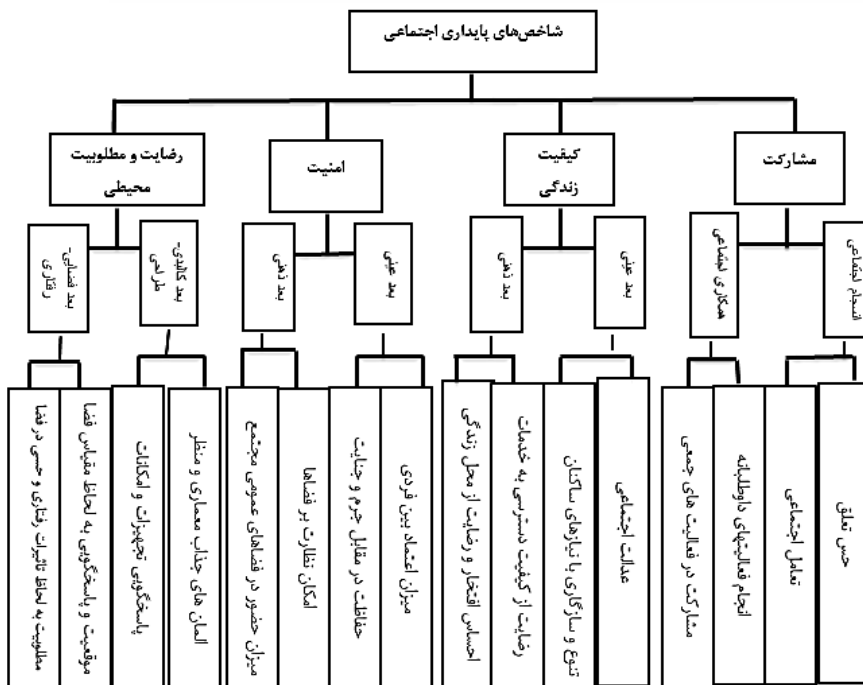 شاخص‌های پایداری اجتماعی
مشارکت
کیفیت
زندگی
امنیت
رضایت و مطلوبیت
محیطی
انسجام اجتماعی
همکاری اجتماعی
بعد عینی
بعد ذهنی
بعد عینی
بعد ذهنی
بعد کالبدی-
طراحی
بعد فضایی-
رفتاری
حس تعلق
تعامل اجتماعی
انجام فعالیتهای داوطلبانه
مشارکت در فعالیت های جمعی
عدالت اجتماعی
تنوع و سازگاری با نیازهای ساکنان
رضایت از کیفیت دسترسی به خدمات
احساس افتخار و رضایت از محل زندگی
میزان اعتماد بین فردی
حفاظت در مقابل جرم و جنایت
امکان نظارت بر فضاها
میزان حضور در فضاهای عمومی مجتمع
المان های جذاب معماری و منظر
پاسخگویی تجهیزات و امکانات
موقعیت و پاسخگویی به لحاظ مقیاس فضا
مطلوبیت به لحاظ تاثیرات رفتاری و حسی در فضا